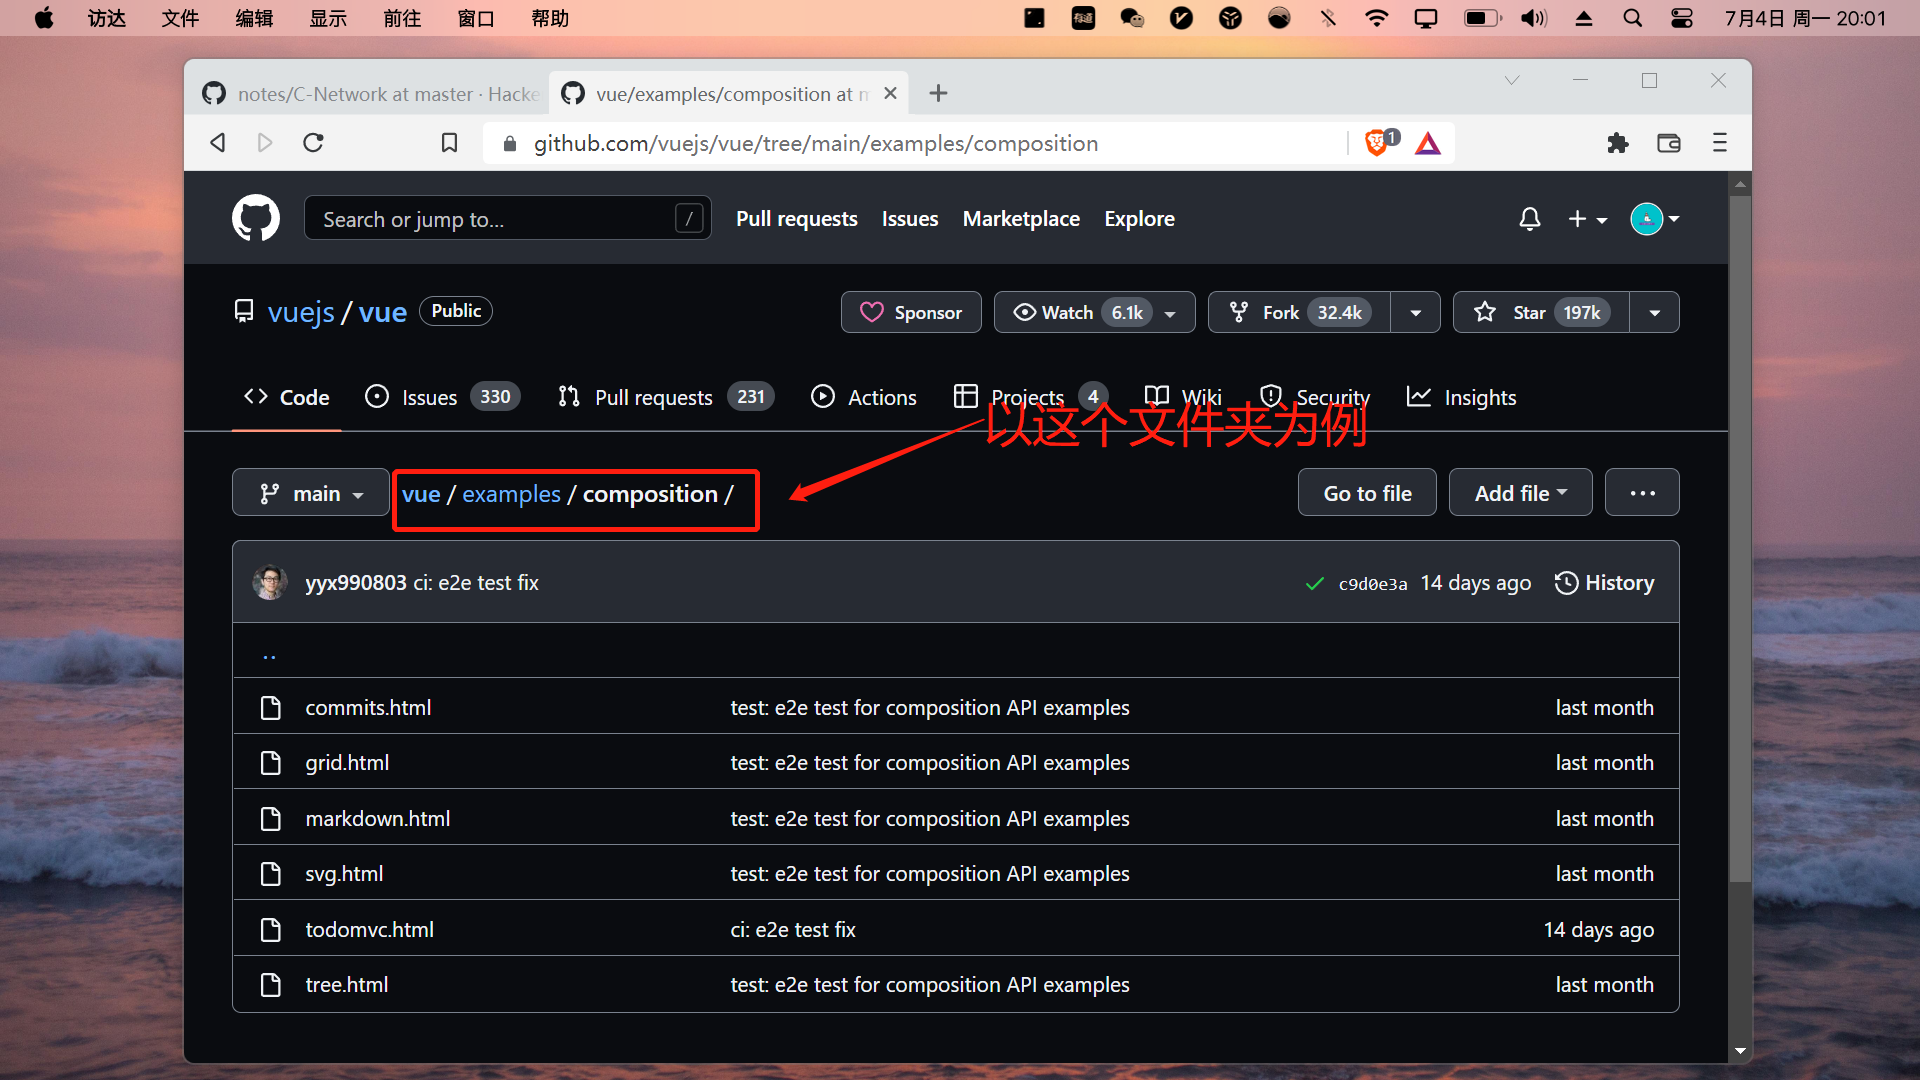 访达 文件 编辑 显示 前往 窗口 帮助 有道 7月4日 周一 20:01
notes/C-Network at master · Hacke vue/examples/composition at m
github.com/vuejs/vue/tree/main/examples/composition 1
Search or jump to... / Pull requests Issues Marketplace Explore
vuejs / vue Public Sponsor Watch 6.1k Fork 32.4k Star 197k
Code Issues 330 Pull requests 231 Actions Projects 4 Wiki Security Insights
以这个文件夹为例
main vue / examples / composition / Go to file Add file
yyx990803 ci: e2e test fix c9d0e3a 14 days ago History
..
commits.html test: e2e test for composition API examples last month
grid.html test: e2e test for composition API examples last month
markdown.html test: e2e test for composition API examples last month
svg.html test: e2e test for composition API examples last month
todomvc.html ci: e2e test fix 14 days ago
tree.html test: e2e test for composition API examples last month